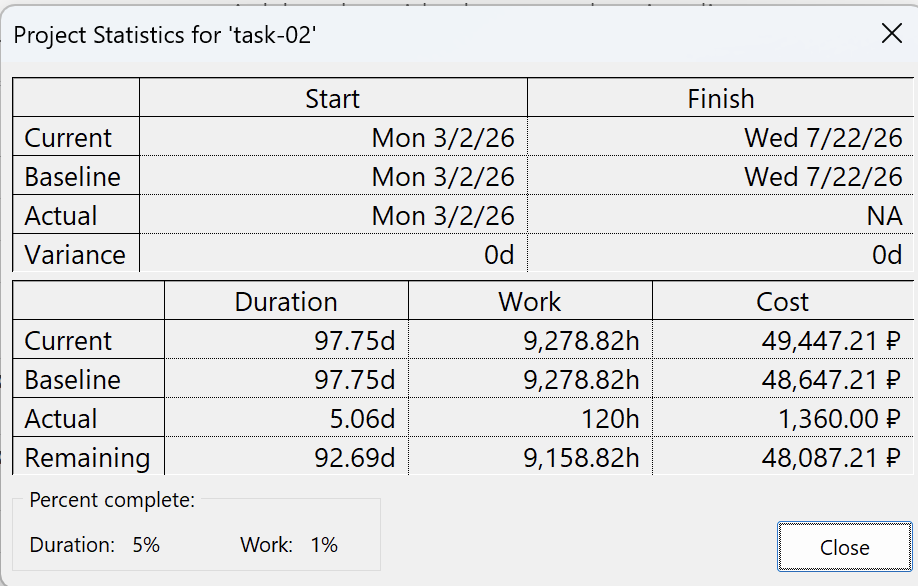 Project Statistics for 'task-02'
Start Finish
Current Mon 3/2/26 Wed 7/22/26
Baseline Mon 3/2/26 Wed 7/22/26
Actual Mon 3/2/26 NA
Variance 0d 0d
Duration Work Cost
Current 97.75d 9,278.82h 49,447.21 ₽
Baseline 97.75d 9,278.82h 48,647.21 ₽
Actual 5.06d 120h 1,360.00 ₽
Remaining 92.69d 9,158.82h 48,087.21 ₽
Percent complete:
Duration: 5% Work: 1%
Close